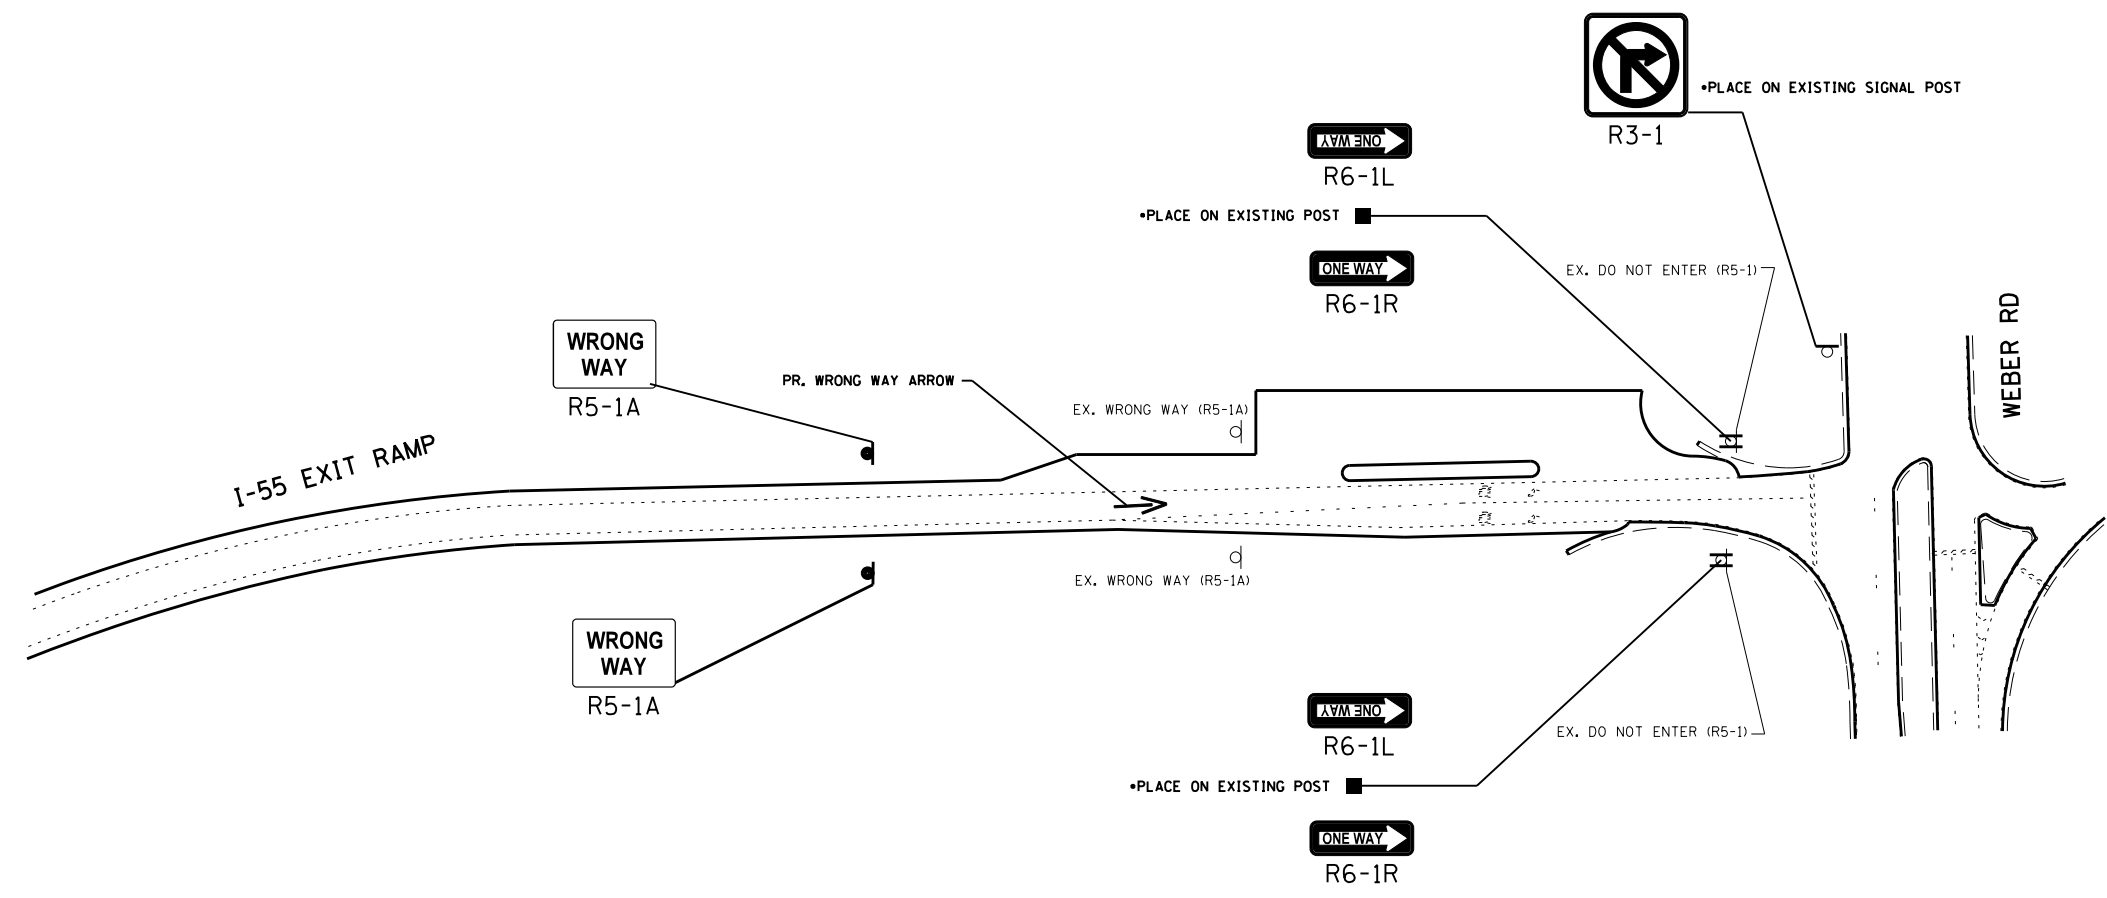 •PLACE ON EXISTING SIGNAL POST
R3-1
ONE WAY
R6-1L
•PLACE ON EXISTING POST
ONE WAY
R6-1R
EX. DO NOT ENTER (R5-1)
WEBER RD
WRONG
WAY
R5-1A
PR. WRONG WAY ARROW
EX. WRONG WAY (R5-1A)
I-55 EXIT RAMP
EX. WRONG WAY (R5-1A)
WRONG
WAY
R5-1A
ONE WAY
R6-1L
EX. DO NOT ENTER (R5-1)
•PLACE ON EXISTING POST
ONE WAY
R6-1R